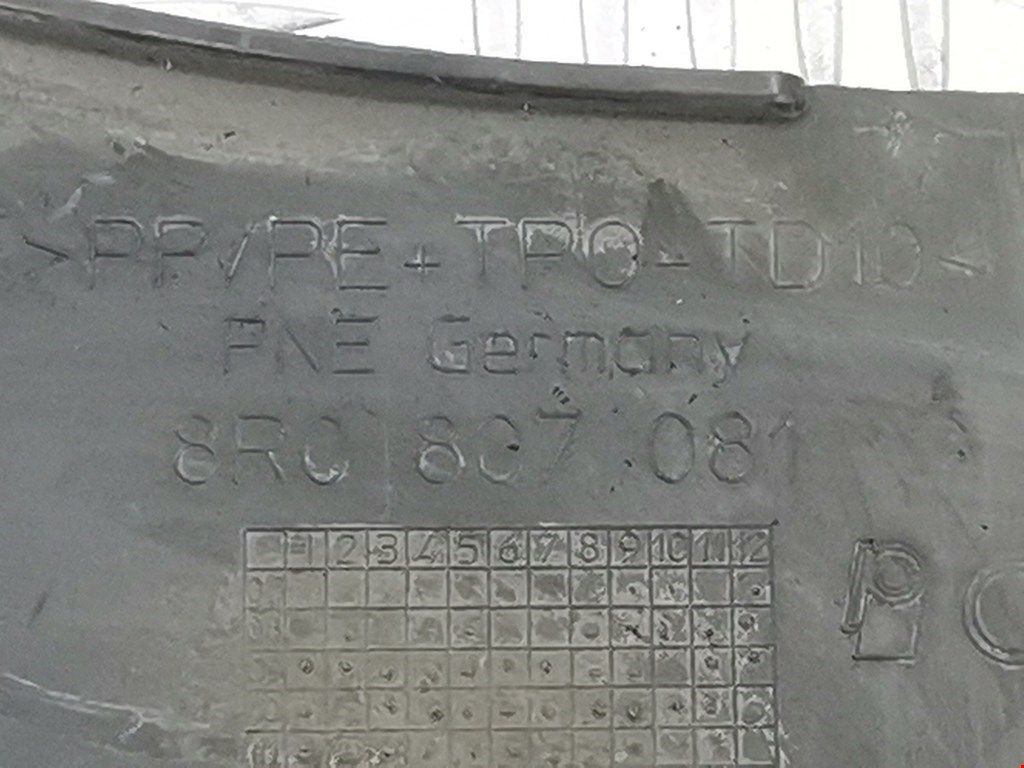 >PP/PE+TPO-TD10<
PNE Germany
8R0 807 081
1 2 3 4 5 6 7 8 9 10 11 12